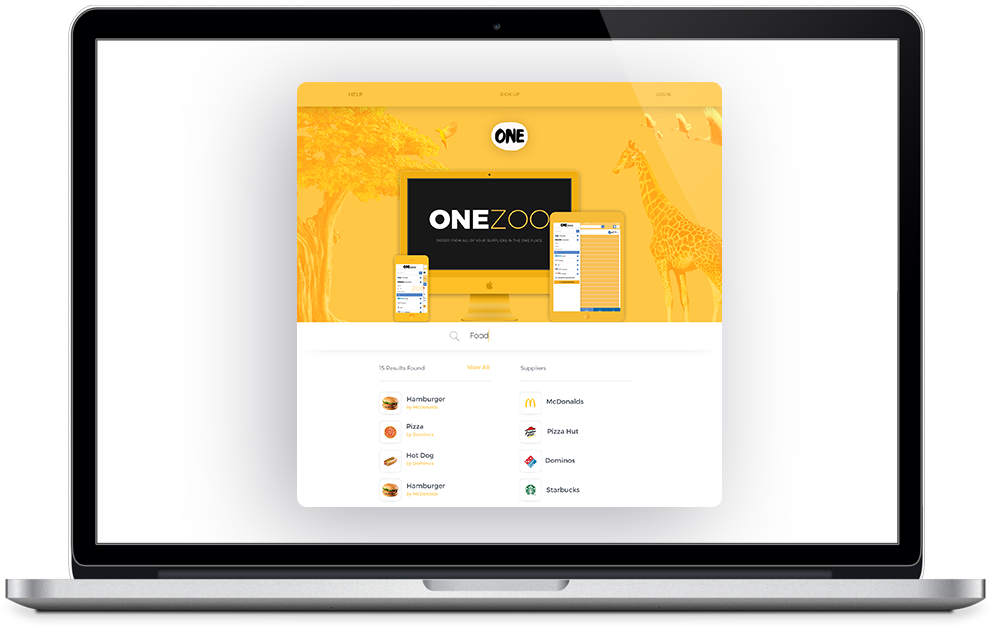 HELP
SIGN UP
LOGIN
ONE
ONEZOO
ORDER FROM ALL OF YOUR SUPPLIERS IN THE ONE PLACE
Food
15 Results Found
View All
Suppliers
Hamburger
by McDonalds
McDonalds
Pizza
by Dominos
Pizza Hut
Hot Dog
by Dominos
Dominos
Hamburger
by McDonalds
Starbucks